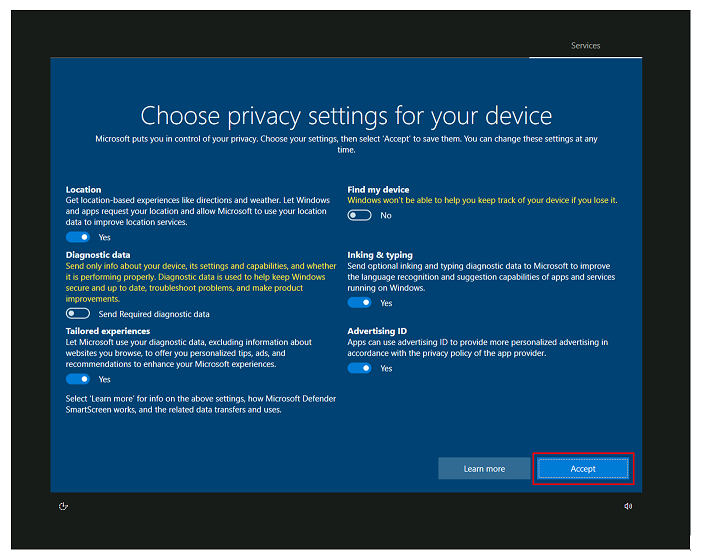 Services
Choose privacy settings for your device
Microsoft puts you in control of your privacy. Choose your settings, then select 'Accept' to save them. You can change these settings at any
time.
Location
Get location-based experiences like directions and weather. Let Windows
and apps request your location and allow Microsoft to use your location
data to improve location services.
Yes
Diagnostic data
Send only info about your device, its settings and capabilities, and whether
it is performing properly. Diagnostic data is used to help keep Windows
secure and up to date, troubleshoot problems, and make product
improvements.
Send Required diagnostic data
Tailored experiences
Let Microsoft use your diagnostic data, excluding information about
websites you browse, to offer you personalized tips, ads, and
recommendations to enhance your Microsoft experiences.
Yes
Select 'Learn more' for info on the above settings, how Microsoft Defender
SmartScreen works, and the related data transfers and uses.
Find my device
Windows won't be able to help you keep track of your device if you lose it.
No
Inking & typing
Send optional inking and typing diagnostic data to Microsoft to improve
the language recognition and suggestion capabilities of apps and services
running on Windows.
Yes
Advertising ID
Apps can use advertising ID to provide more personalized advertising in
accordance with the privacy policy of the app provider.
Yes
Learn more
Accept